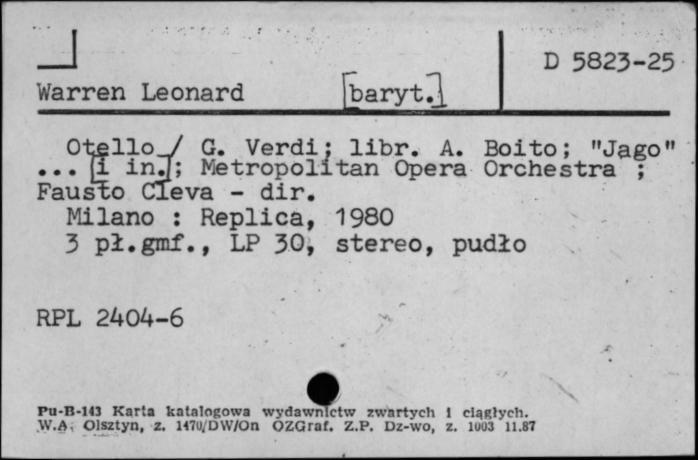 D 5823-25
Warren Leonard [baryt.]
Otello / G. Verdi; libr. A. Boito; "Jago"
... [i in.]; Metropolitan Opera Orchestra ;
Fausto Cleva - dir.
Milano : Replica, 1980
3 pł.gmf., LP 30, stereo, pudło
RPL 2404-6
Pu-B-143 Karta katalogowa wydawnictw zwartych i ciągłych.
W.A. Olsztyn, z. 1470/DW/On OZGraf. Z.P. Dz-wo, z. 1003 11.87